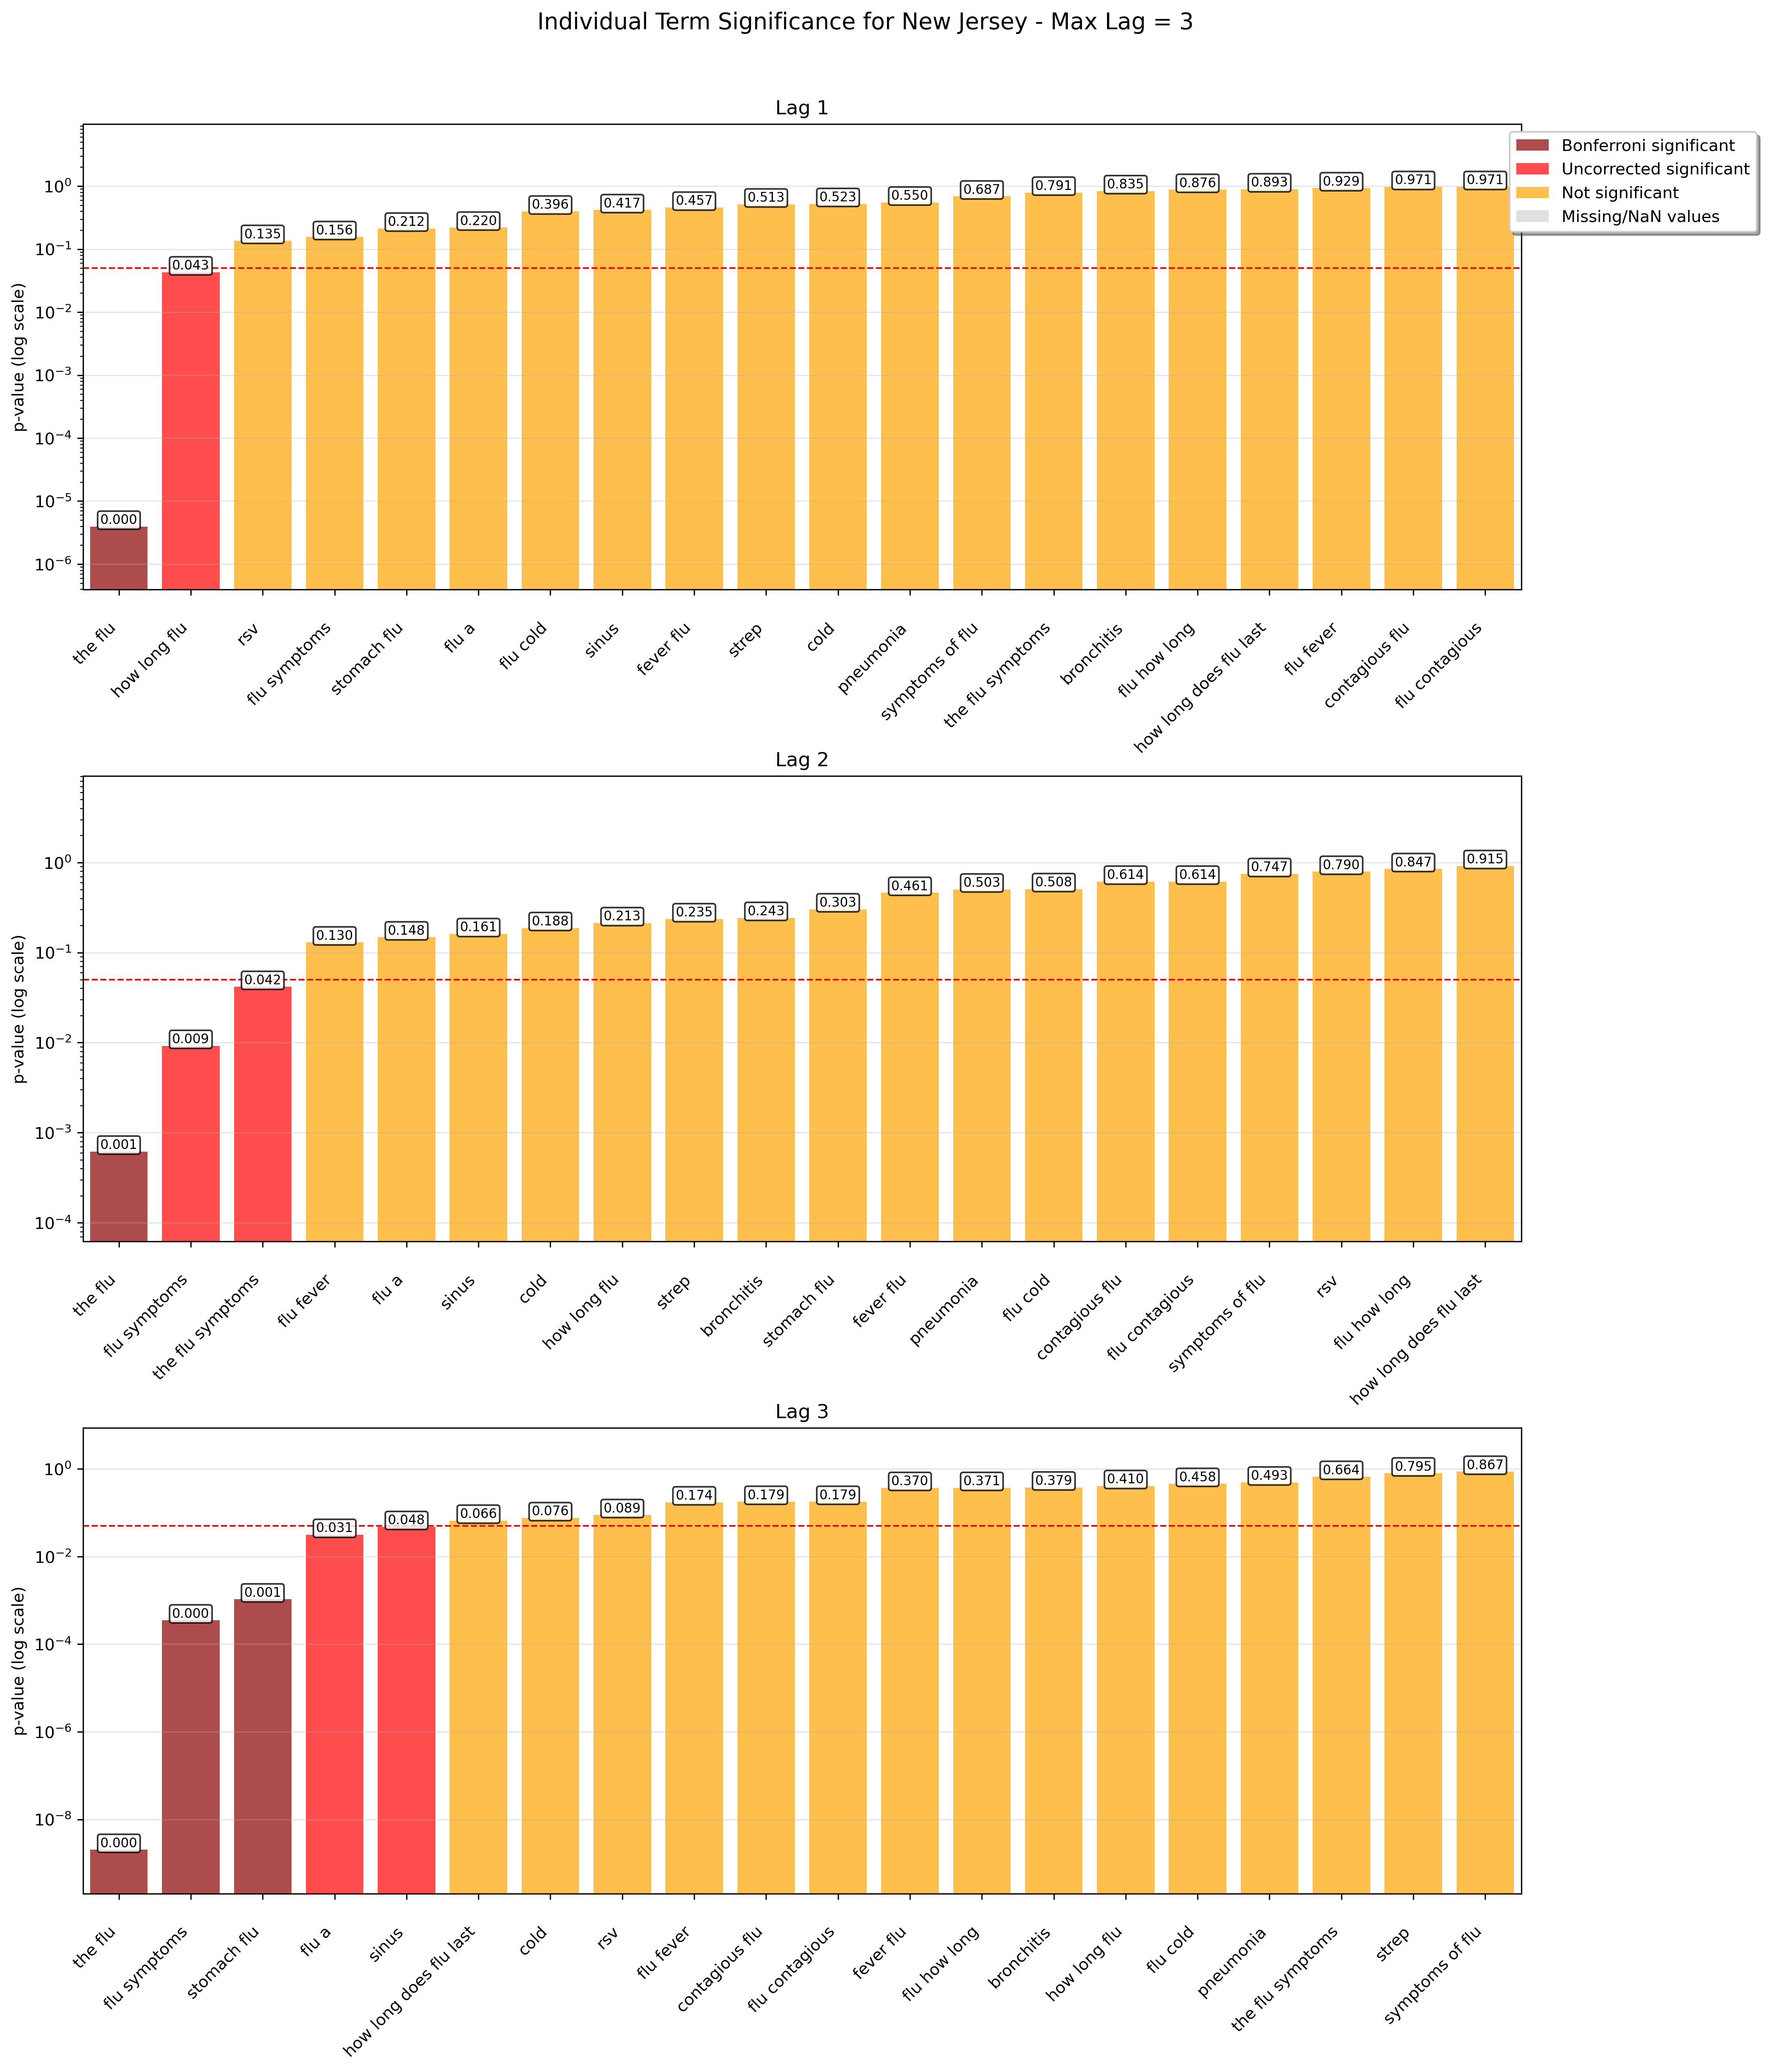 Individual Term Significance for New Jersey - Max Lag = 3
Lag 1
Bonferroni significant
Uncorrected significant
Not significant
Missing/NaN values
p-value (log scale)
10⁰
10⁻¹
10⁻²
10⁻³
10⁻⁴
10⁻⁵
10⁻⁶
0.000 0.043 0.135 0.156 0.212 0.220 0.396 0.417 0.457 0.513 0.523 0.550 0.687 0.791 0.835 0.876 0.893 0.929 0.971 0.971
the flu
how long flu
rsv
flu symptoms
stomach flu
flu a
flu cold
sinus
fever flu
strep
cold
pneumonia
symptoms of flu
the flu symptoms
bronchitis
flu how long
how long does flu last
flu fever
contagious flu
flu contagious
Lag 2
p-value (log scale)
10⁰
10⁻¹
10⁻²
10⁻³
10⁻⁴
0.001 0.009 0.042 0.130 0.148 0.161 0.188 0.213 0.235 0.243 0.303 0.461 0.503 0.508 0.614 0.614 0.747 0.790 0.847 0.915
the flu
flu symptoms
the flu symptoms
flu fever
flu a
sinus
cold
how long flu
strep
bronchitis
stomach flu
fever flu
pneumonia
flu cold
contagious flu
flu contagious
symptoms of flu
rsv
flu how long
how long does flu last
Lag 3
p-value (log scale)
10⁰
10⁻²
10⁻⁴
10⁻⁶
10⁻⁸
0.000 0.000 0.001 0.031 0.048 0.066 0.076 0.089 0.174 0.179 0.179 0.370 0.371 0.379 0.410 0.458 0.493 0.664 0.795 0.867
the flu
flu symptoms
stomach flu
flu a
sinus
how long does flu last
cold
rsv
flu fever
contagious flu
flu contagious
fever flu
flu how long
bronchitis
how long flu
flu cold
pneumonia
the flu symptoms
strep
symptoms of flu